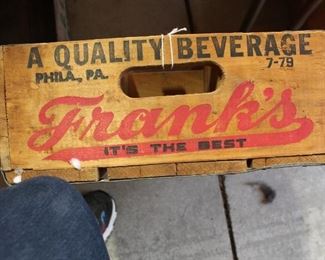 A QUALITY BEVERAGE
PHILA., PA. 7-79
Frank's
IT'S THE BEST